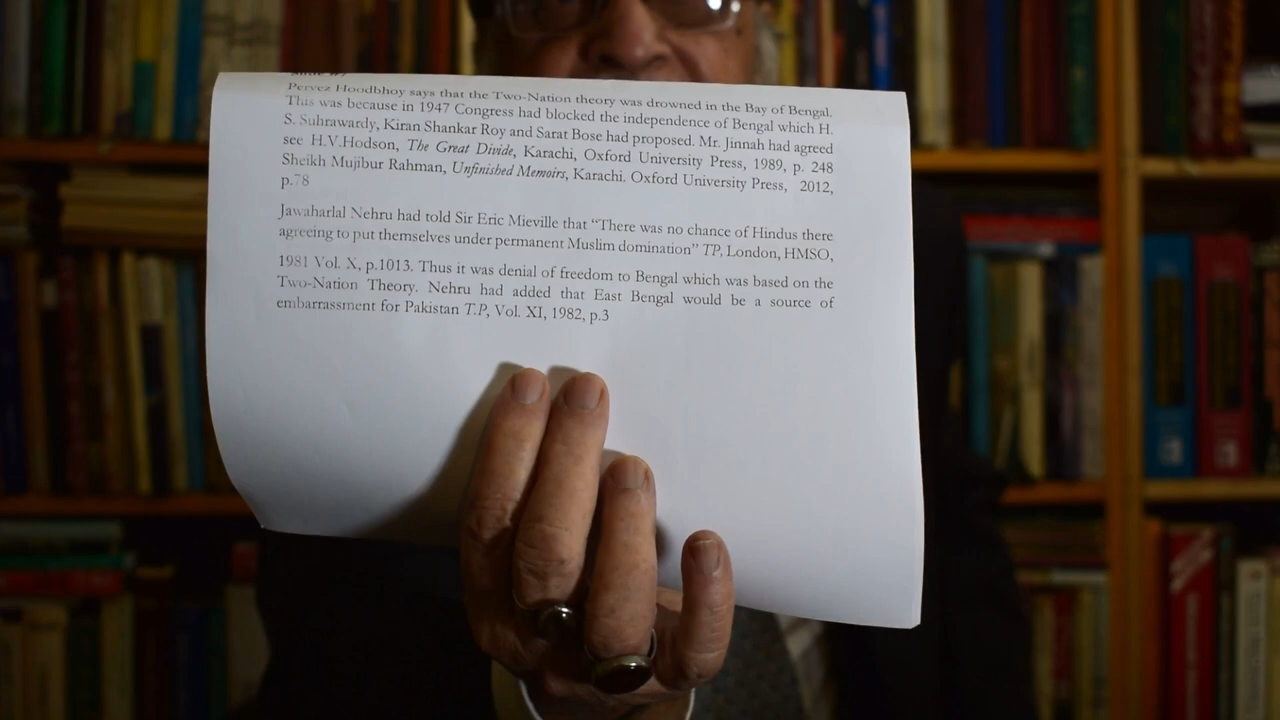 Pervez Hoodbhoy says that the Two-Nation theory was drowned in the Bay of Bengal.
This was because in 1947 Congress had blocked the independence of Bengal which H.
S. Suhrawardy, Kiran Shankar Roy and Sarat Bose had proposed. Mr. Jinnah had agreed
see H.V.Hodson, The Great Divide, Karachi, Oxford University Press, 1989, p. 248
Sheikh Mujibur Rahman, Unfinished Memoirs, Karachi. Oxford University Press, 2012,
p.78
Jawaharlal Nehru had told Sir Eric Mieville that “There was no chance of Hindus there
agreeing to put themselves under permanent Muslim domination” TP, London, HMSO,
1981 Vol. X, p.1013. Thus it was denial of freedom to Bengal which was based on the
Two-Nation Theory. Nehru had added that East Bengal would be a source of
embarrassment for Pakistan T.P, Vol. XI, 1982, p.3